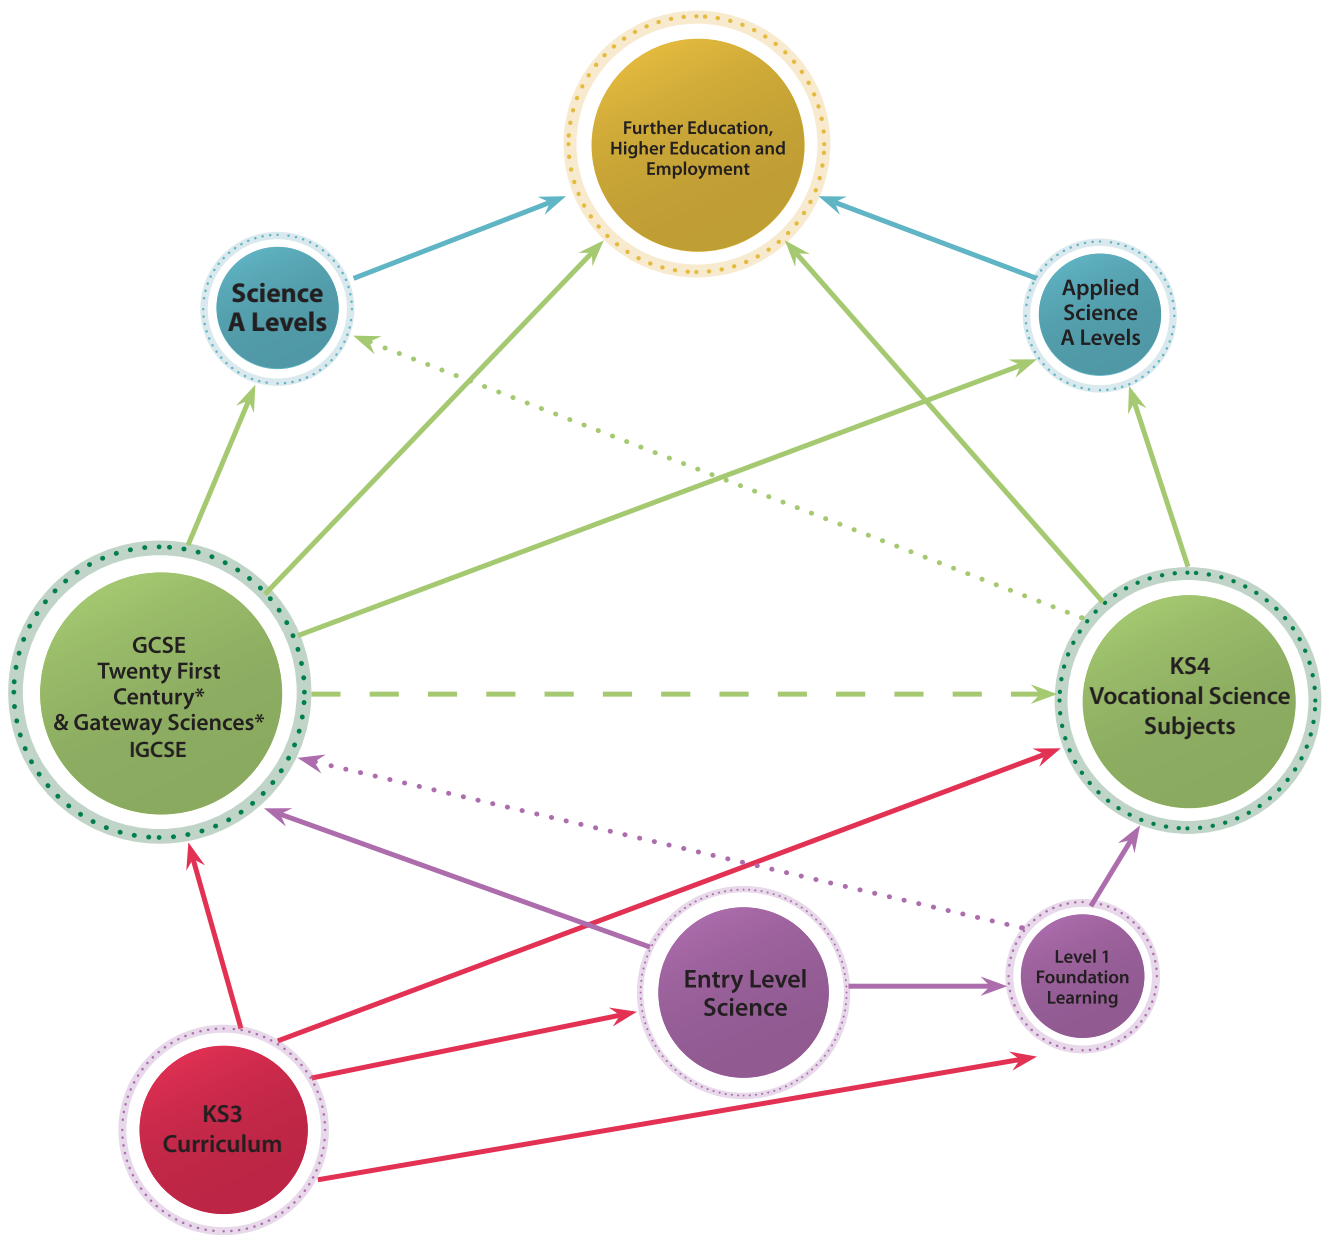 Further Education,
Higher Education and
Employment
Science
A Levels
Applied
Science
A Levels
GCSE
Twenty First
Century*
& Gateway Sciences*
IGCSE
KS4
Vocational Science
Subjects
Entry Level
Science
Level 1
Foundation
Learning
KS3
Curriculum